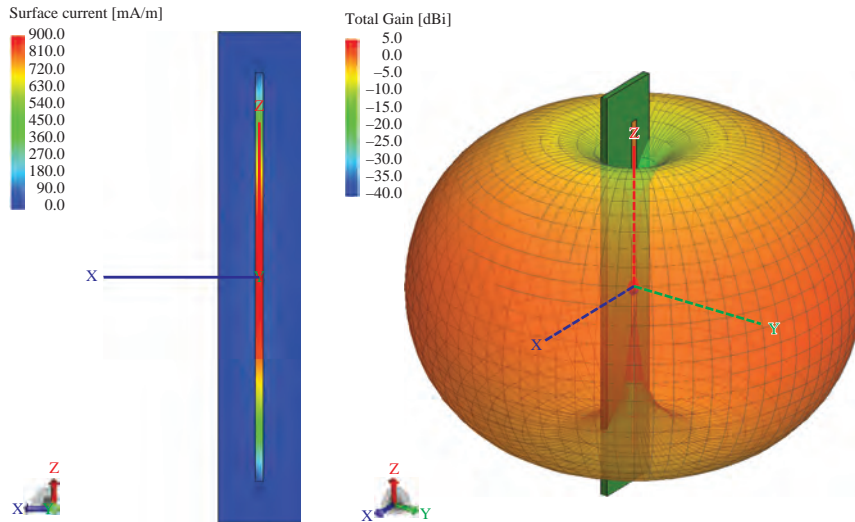 Surface current [mA/m]
900.0
810.0
720.0
630.0
540.0
450.0
360.0
270.0
180.0
90.0
0.0
Z
X
Y
Z
X
Total Gain [dBi]
5.0
0.0
–5.0
–10.0
–15.0
–20.0
–25.0
–30.0
–35.0
–40.0
Z
X
Y
Z
X
Y